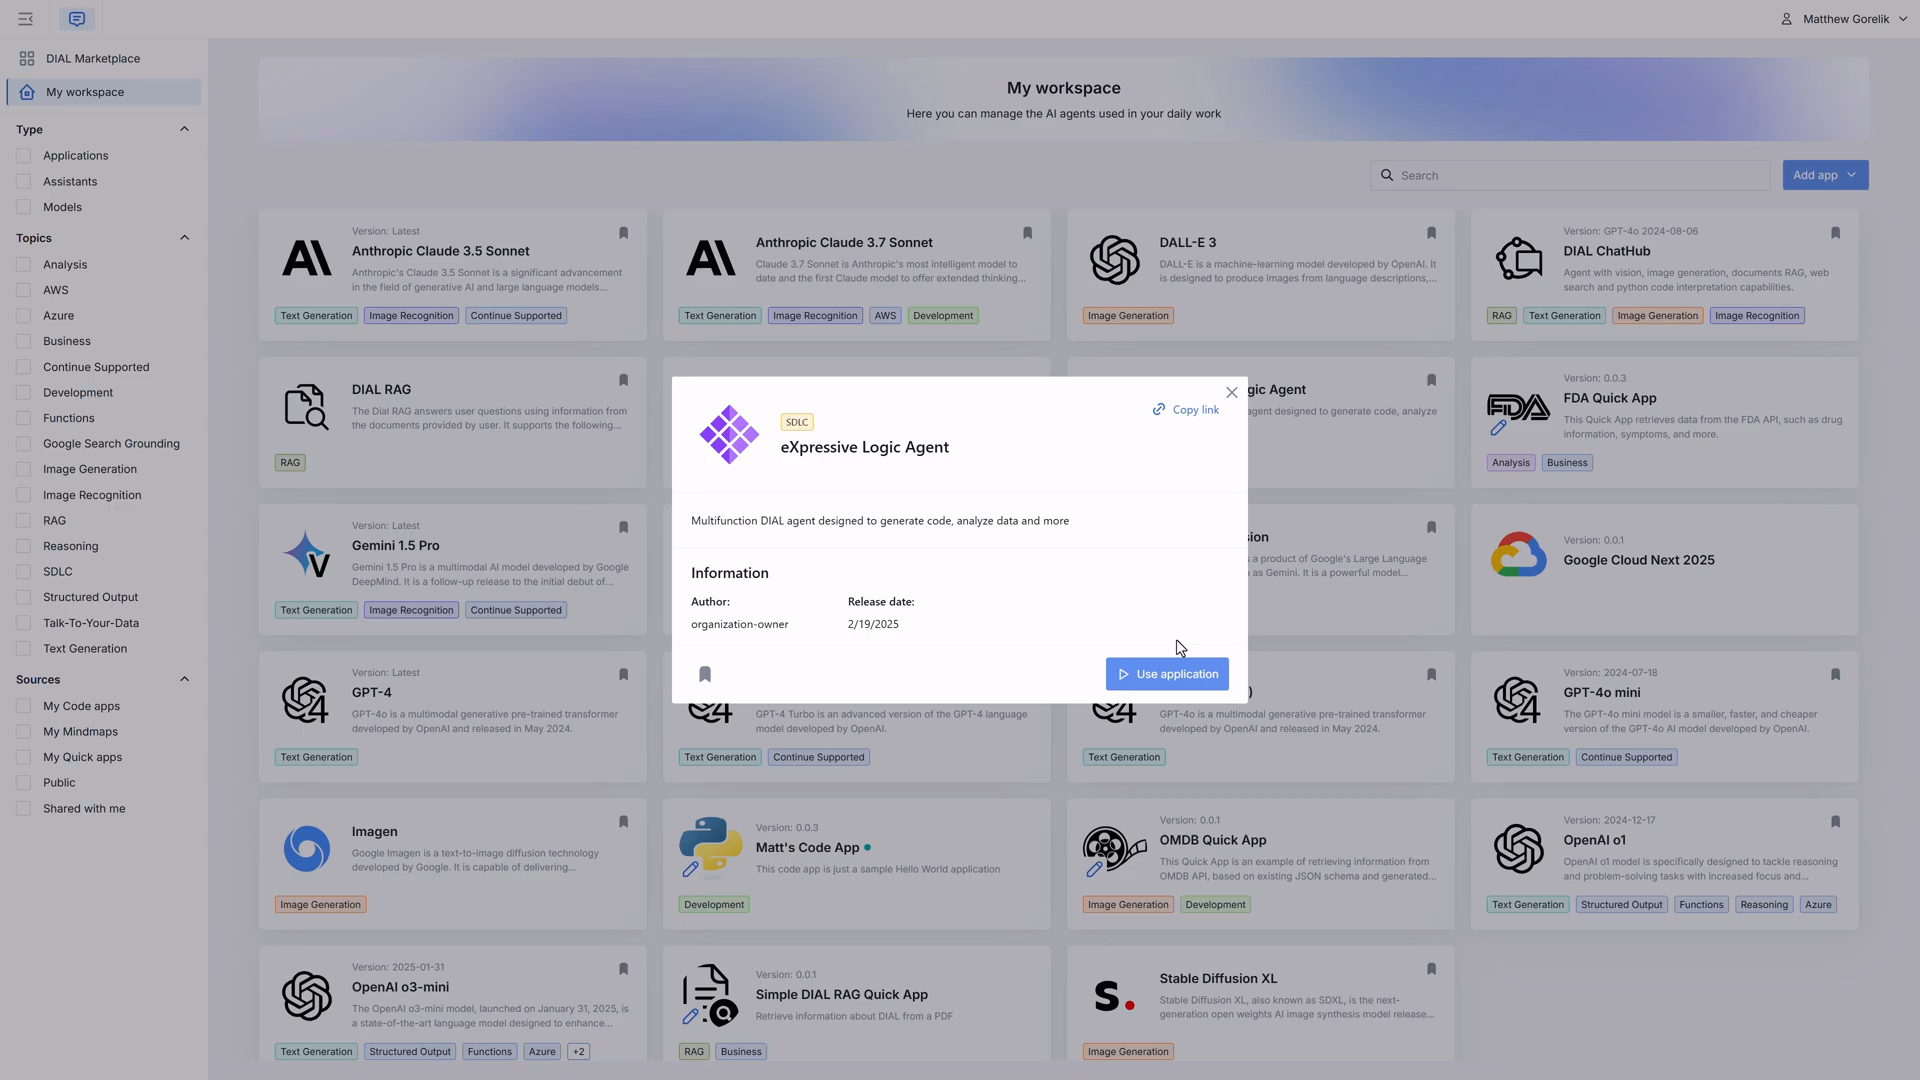 Matthew Gorelik
DIAL Marketplace
My workspace
Type
Applications
Assistants
Models
Topics
Analysis
AWS
Azure
Business
Continue Supported
Development
Functions
Google Search Grounding
Image Generation
Image Recognition
RAG
Reasoning
SDLC
Structured Output
Talk-To-Your-Data
Text Generation
Sources
My Code apps
My Mindmaps
My Quick apps
Public
Shared with me
My workspace
Here you can manage the AI agents used in your daily work
Search
Add app
Version: Latest
Anthropic Claude 3.5 Sonnet
Anthropic's Claude 3.5 Sonnet is a significant advancement
in the field of generative AI and large language models...
Text Generation Image Recognition Continue Supported
Anthropic Claude 3.7 Sonnet
Claude 3.7 Sonnet is Anthropic's most intelligent model to
date and the first Claude model to offer extended thinking...
Text Generation Image Recognition AWS Development
DALL-E 3
DALL-E is a machine-learning model developed by OpenAI. It
is designed to produce images from language descriptions,...
Image Generation
Version: GPT-4o 2024-08-06
DIAL ChatHub
Agent with vision, image generation, documents RAG, web
search and python code interpretation capabilities.
RAG Text Generation Image Generation Image Recognition
DIAL RAG
The Dial RAG answers user questions using information from
the documents provided by user. It supports the following...
RAG
gic Agent
agent designed to generate code, analyze
FDA
Version: 0.0.3
FDA Quick App
This Quick App retrieves data from the FDA API, such as drug
information, symptoms, and more.
Analysis Business
SDLC
eXpressive Logic Agent
Copy link
Multifunction DIAL agent designed to generate code, analyze data and more
Information
Author: Release date:
organization-owner 2/19/2025
Use application
V
Version: Latest
Gemini 1.5 Pro
Gemini 1.5 Pro is a multimodal AI model developed by Google
DeepMind. It is a follow-up release to the initial debut of...
Text Generation Image Recognition Continue Supported
sion
a product of Google's Large Language
as Gemini. It is a powerful model...
Version: 0.0.1
Google Cloud Next 2025
4
Version: Latest
GPT-4
GPT-4o is a multimodal generative pre-trained transformer
developed by OpenAI and released in May 2024.
Text Generation
4
GPT-4 Turbo is an advanced version of the GPT-4 language
model developed by OpenAI.
Text Generation Continue Supported
4
)
GPT-4o is a multimodal generative pre-trained transformer
developed by OpenAI and released in May 2024.
Text Generation
4
Version: 2024-07-18
GPT-4o mini
The GPT-4o mini model is a smaller, faster, and cheaper
version of the GPT-4o AI model developed by OpenAI.
Text Generation Continue Supported
Imagen
Google Imagen is a text-to-image diffusion technology
developed by Google. It is capable of delivering...
Image Generation
Version: 0.0.3
Matt's Code App
This code app is just a sample Hello World application
Development
Version: 0.0.1
OMDB Quick App
This Quick App is an example of retrieving information from
OMDB API, based on existing JSON schema and generated...
Image Generation Development
Version: 2024-12-17
OpenAI o1
OpenAI o1 model is specifically designed to tackle reasoning
and problem-solving tasks with increased focus and...
Text Generation Structured Output Functions Reasoning Azure
Version: 2025-01-31
OpenAI o3-mini
The OpenAI o3-mini model, launched on January 31, 2025, is
a state-of-the-art language model designed to enhance...
Text Generation Structured Output Functions Azure +2
Version: 0.0.1
Simple DIAL RAG Quick App
Retrieve information about DIAL from a PDF
RAG Business
S.
Stable Diffusion XL
Stable Diffusion XL, also known as SDXL, is the next-
generation open weights AI image synthesis model release...
Image Generation